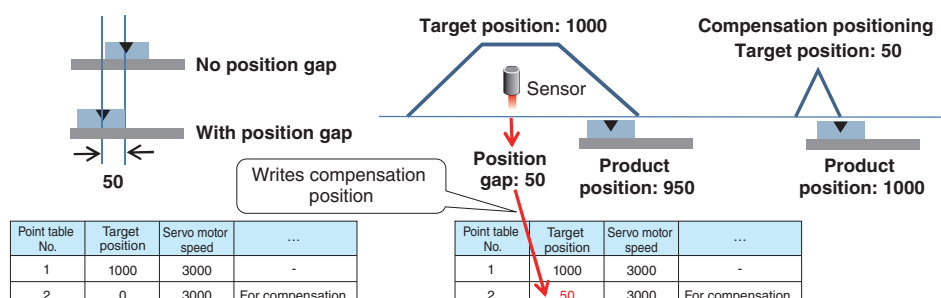 Target position: 1000
Compensation positioning
Target position: 50
No position gap
Sensor
With position gap
50
Position
gap: 50
Product
position: 950
Product
position: 1000
Writes compensation
position
Point table
No.
Target
position
Servo motor
speed
...
1
1000
3000
-
2
0
3000
For compensation
Point table
No.
Target
position
Servo motor
speed
...
1
1000
3000
-
2
50
3000
For compensation